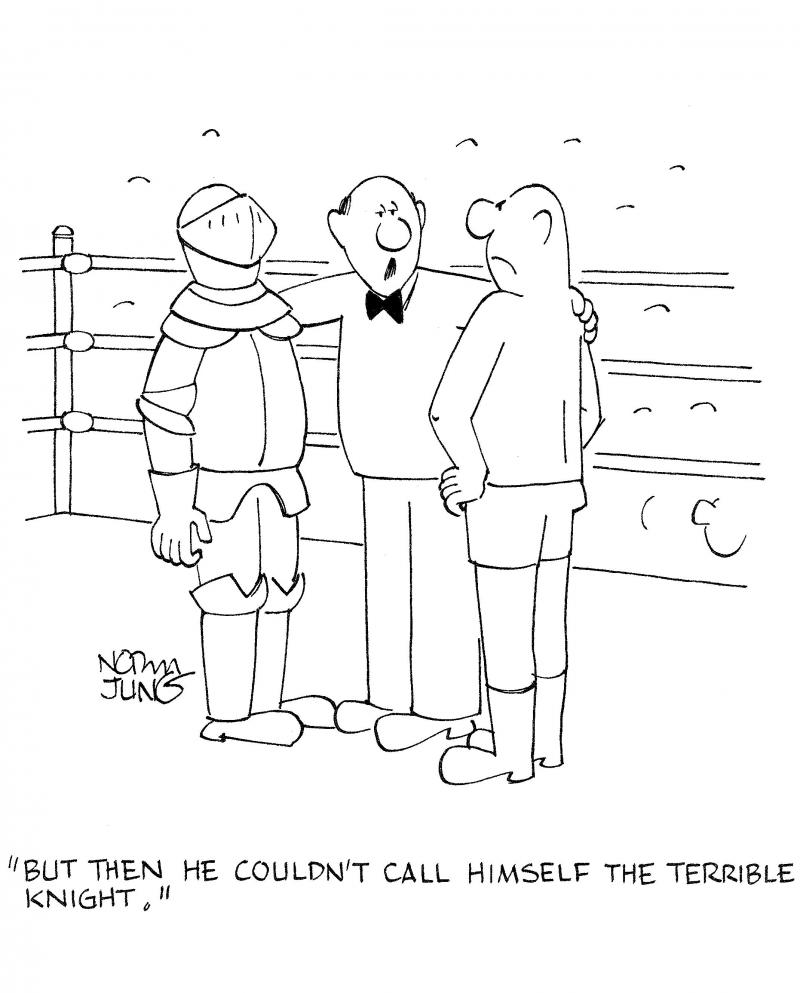 NORMA
JUNG
"BUT THEN HE COULDN'T CALL HIMSELF THE TERRIBLE
KNIGHT."